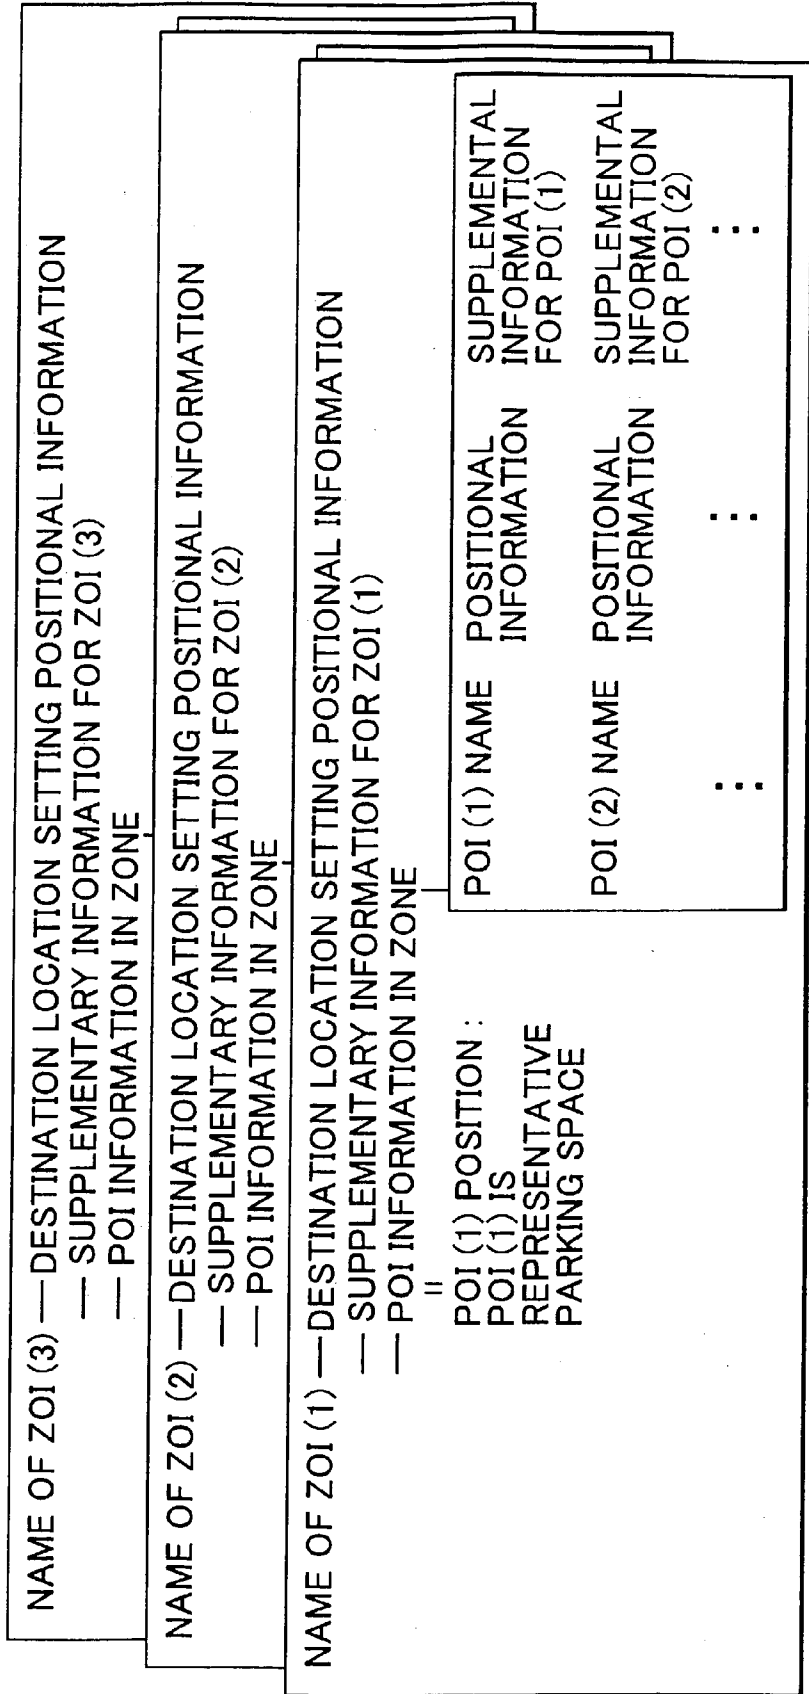 NAME OF ZOI (3) — DESTINATION LOCATION SETTING POSITIONAL INFORMATION
— SUPPLEMENTARY INFORMATION FOR ZOI (3)
— POI INFORMATION IN ZONE
NAME OF ZOI (2) — DESTINATION LOCATION SETTING POSITIONAL INFORMATION
— SUPPLEMENTARY INFORMATION FOR ZOI (2)
— POI INFORMATION IN ZONE
NAME OF ZOI (1) — DESTINATION LOCATION SETTING POSITIONAL INFORMATION
— SUPPLEMENTARY INFORMATION FOR ZOI (1)
— POI INFORMATION IN ZONE
=
POI (1) POSITION :
POI (1) IS
REPRESENTATIVE
PARKING SPACE
POI (1) NAME POSITIONAL INFORMATION SUPPLEMENTAL INFORMATION FOR POI (1)
POI (2) NAME POSITIONAL INFORMATION SUPPLEMENTAL INFORMATION FOR POI (2)
⋮ ⋮ ⋮